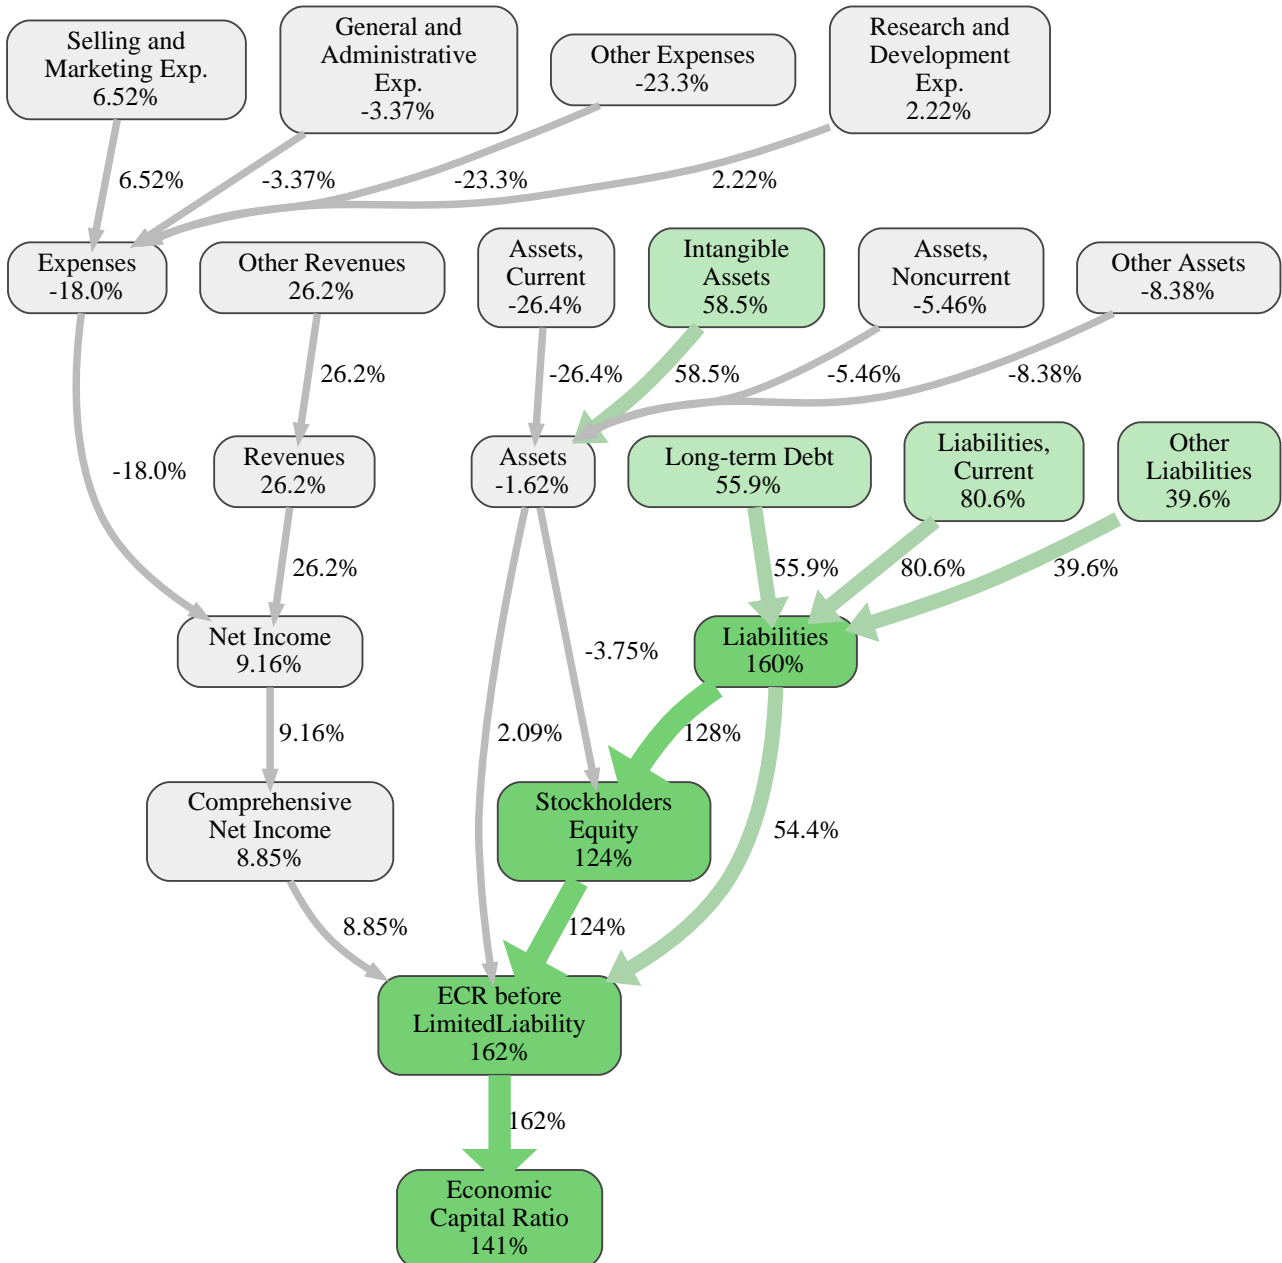 Selling and
Marketing Exp.
6.52%
General and
Administrative
Exp.
-3.37%
Other Expenses
-23.3%
Research and
Development
Exp.
2.22%
6.52%
-3.37%
-23.3%
2.22%
Expenses
-18.0%
Other Revenues
26.2%
Assets,
Current
-26.4%
Intangible
Assets
58.5%
Assets,
Noncurrent
-5.46%
Other Assets
-8.38%
26.2%
-26.4%
58.5%
-5.46%
-8.38%
-18.0%
Revenues
26.2%
Assets
-1.62%
Long-term Debt
55.9%
Liabilities,
Current
80.6%
Other
Liabilities
39.6%
26.2%
55.9%
80.6%
39.6%
Net Income
9.16%
-3.75%
Liabilities
160%
9.16%
2.09%
128%
Comprehensive
Net Income
8.85%
Stockholders
Equity
124%
54.4%
8.85%
124%
ECR before
LimitedLiability
162%
162%
Economic
Capital Ratio
141%